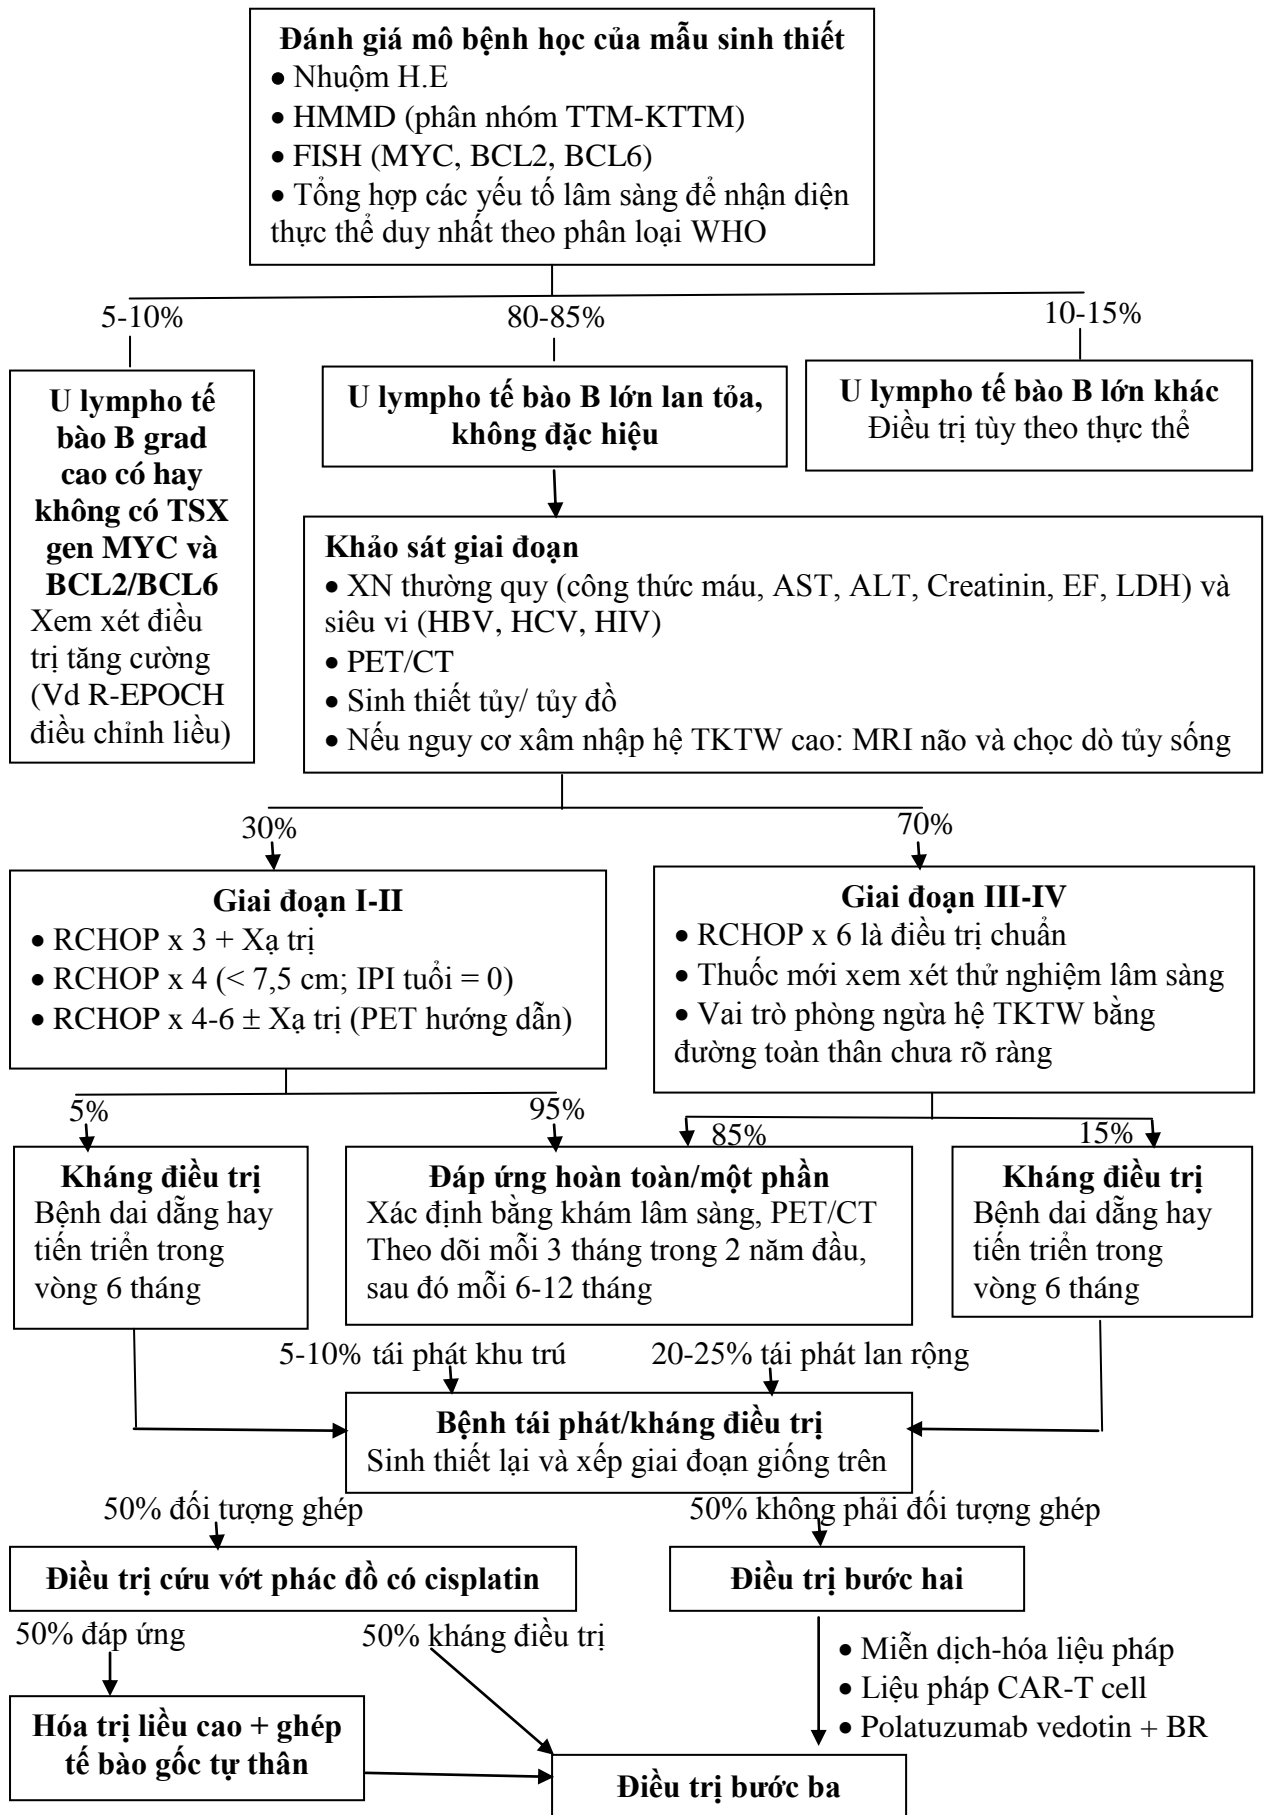 Đánh giá mô bệnh học của mẫu sinh thiết
• Nhuộm H.E
• HMMD (phân nhóm TTM-KTTM)
• FISH (MYC, BCL2, BCL6)
• Tổng hợp các yếu tố lâm sàng để nhận diện
thực thể duy nhất theo phân loại WHO
5-10%
80-85%
10-15%
U lympho tế
bào B grad
cao có hay
không có TSX
gen MYC và
BCL2/BCL6
Xem xét điều
trị tăng cường
(Vd R-EPOCH
điều chỉnh liều)
U lympho tế bào B lớn lan tỏa,
không đặc hiệu
U lympho tế bào B lớn khác
Điều trị tùy theo thực thể
Khảo sát giai đoạn
• XN thường quy (công thức máu, AST, ALT, Creatinin, EF, LDH) và
siêu vi (HBV, HCV, HIV)
• PET/CT
• Sinh thiết tủy/ tủy đồ
• Nếu nguy cơ xâm nhập hệ TKTW cao: MRI não và chọc dò tủy sống
30%
70%
Giai đoạn I-II
• RCHOP x 3 + Xạ trị
• RCHOP x 4 (< 7,5 cm; IPI tuổi = 0)
• RCHOP x 4-6 ± Xạ trị (PET hướng dẫn)
Giai đoạn III-IV
• RCHOP x 6 là điều trị chuẩn
• Thuốc mới xem xét thử nghiệm lâm sàng
• Vai trò phòng ngừa hệ TKTW bằng
đường toàn thân chưa rõ ràng
5%
95%
85%
15%
Kháng điều trị
Bệnh dai dẳng hay
tiến triển trong
vòng 6 tháng
Đáp ứng hoàn toàn/một phần
Xác định bằng khám lâm sàng, PET/CT
Theo dõi mỗi 3 tháng trong 2 năm đầu,
sau đó mỗi 6-12 tháng
Kháng điều trị
Bệnh dai dẳng hay
tiến triển trong
vòng 6 tháng
5-10% tái phát khu trú
20-25% tái phát lan rộng
Bệnh tái phát/kháng điều trị
Sinh thiết lại và xếp giai đoạn giống trên
50% đối tượng ghép
50% không phải đối tượng ghép
Điều trị cứu vớt phác đồ có cisplatin
Điều trị bước hai
50% đáp ứng
50% kháng điều trị
• Miễn dịch-hóa liệu pháp
• Liệu pháp CAR-T cell
• Polatuzumab vedotin + BR
Hóa trị liều cao + ghép
tế bào gốc tự thân
Điều trị bước ba